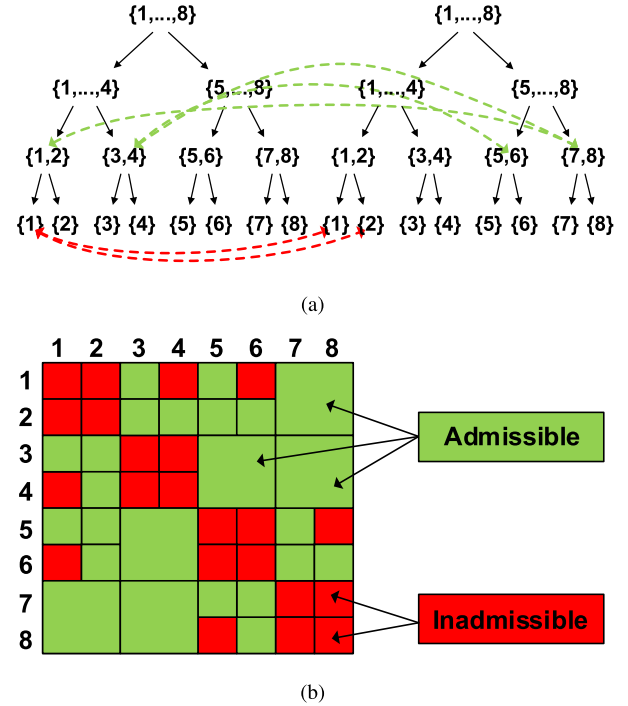 {1,...,8} {1,...,8}
{1,...,4} {5,...,8} {1,...,4} {5,...,8}
{1,2} {3,4} {5,6} {7,8} {1,2} {3,4} {5,6} {7,8}
{1} {2} {3} {4} {5} {6} {7} {8} {1} {2} {3} {4} {5} {6} {7} {8}
(a)
1 2 3 4 5 6 7 8
1
2
Admissible
3
4
5
6
7
Inadmissible
8
(b)